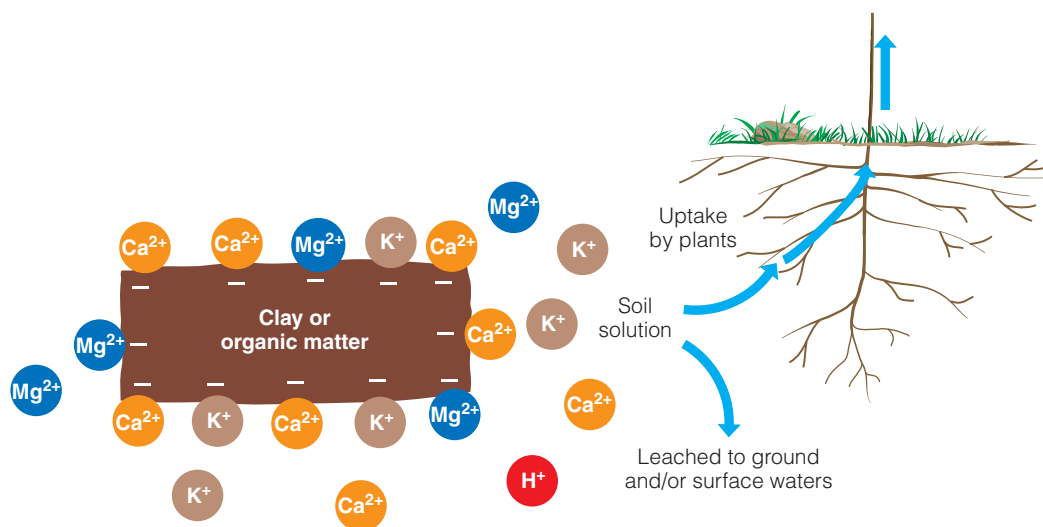 Mg²⁺
Ca²⁺
Ca²⁺
Mg²⁺
K⁺
Ca²⁺
K⁺
Uptake
by plants
Clay or
organic matter
Soil
solution
Mg²⁺
Ca²⁺
K⁺
Mg²⁺
Ca²⁺
K⁺
Ca²⁺
K⁺
Mg²⁺
Ca²⁺
Leached to ground
and/or surface waters
K⁺
Ca²⁺
H⁺